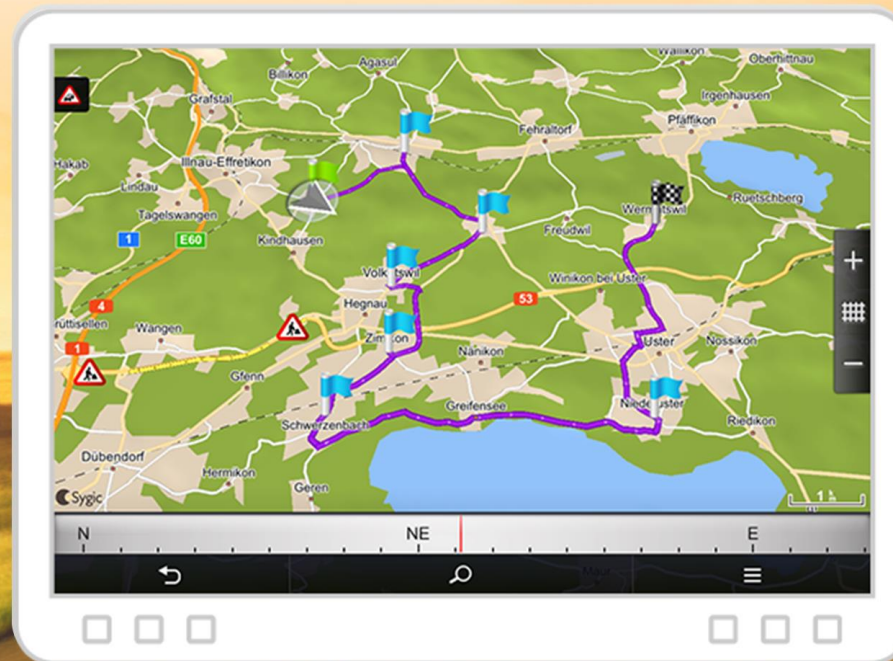 Wallikon
Agasul
Oberhittnau
Billikon
Grafstal
Irgenhausen
Fehraltorf
Pfäffikon
Hakab
Illnau-Effretikon
Lindau
Ruetschberg
Tagelswangen
1
E60
Kindhausen
Freudwil
Winikon bei Uster
53
Hegnau
4
rüttisellen
Wangen
1
Uster
Nossikon
Nänikon
Gfenn
Greifensee
Riedikon
Schwerzenbach
Dübendorf
Hermikon
Geren
Sygic
N
NE
E
Maur